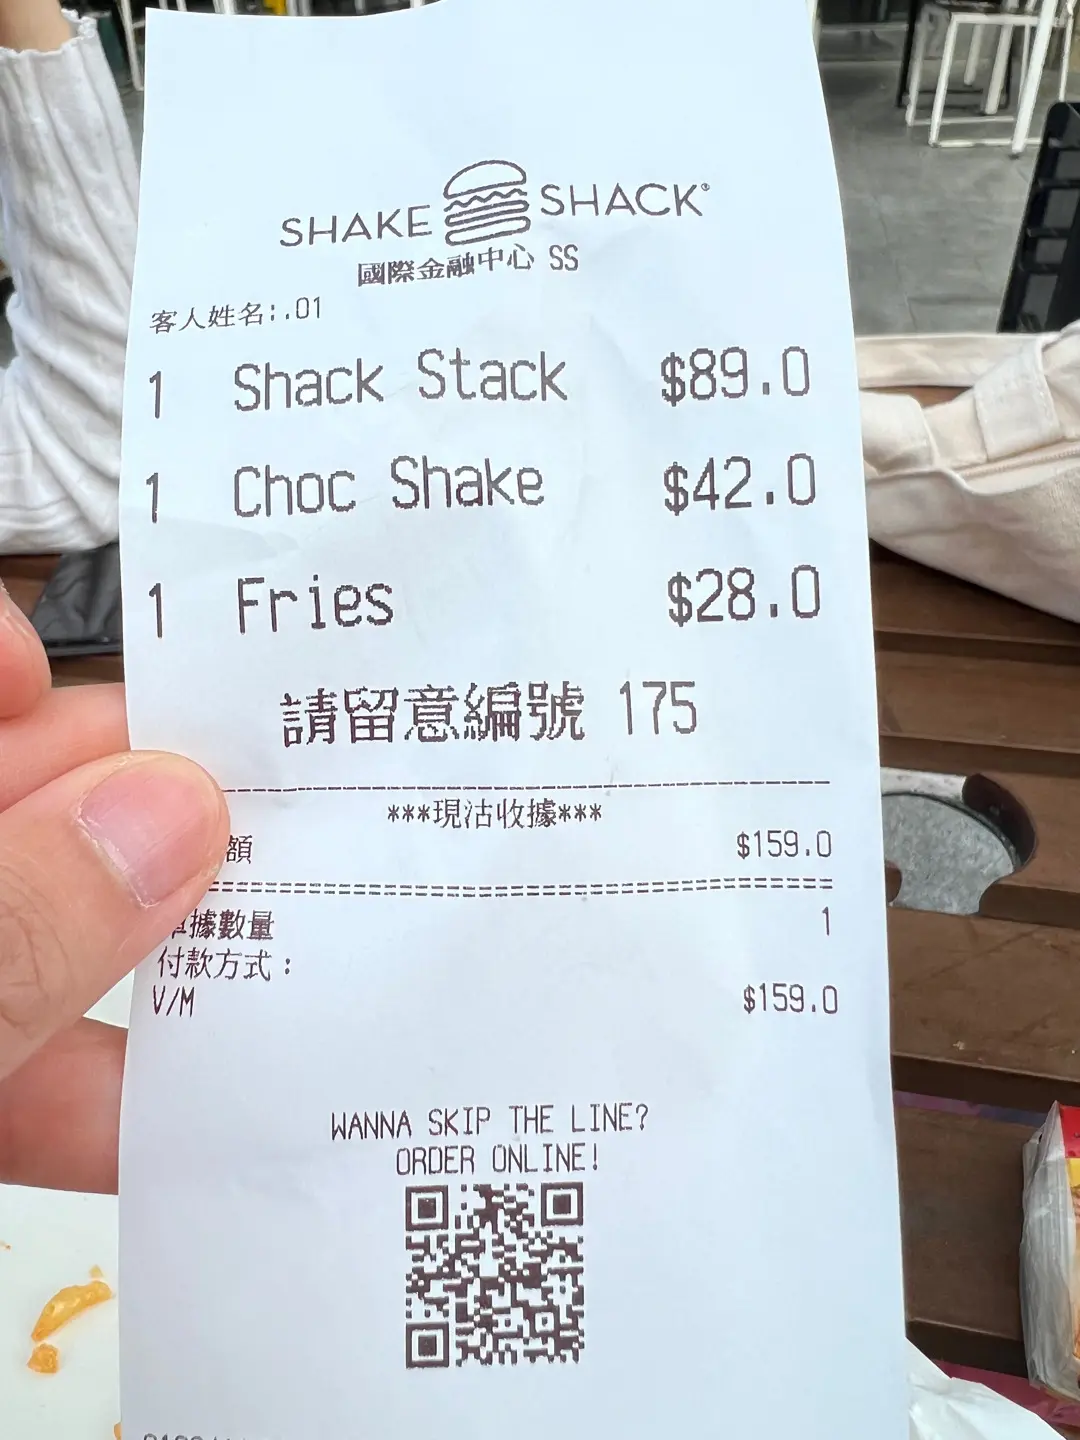 SHAKE SHACK®
國際金融中心 SS
客人姓名:.01
1 Shack Stack $89.0
1 Choc Shake $42.0
1 Fries $28.0
請留意編號 175
***現沽收據***
額 $159.0
據數量 1
付款方式：
V/M $159.0
WANNA SKIP THE LINE?
ORDER ONLINE!